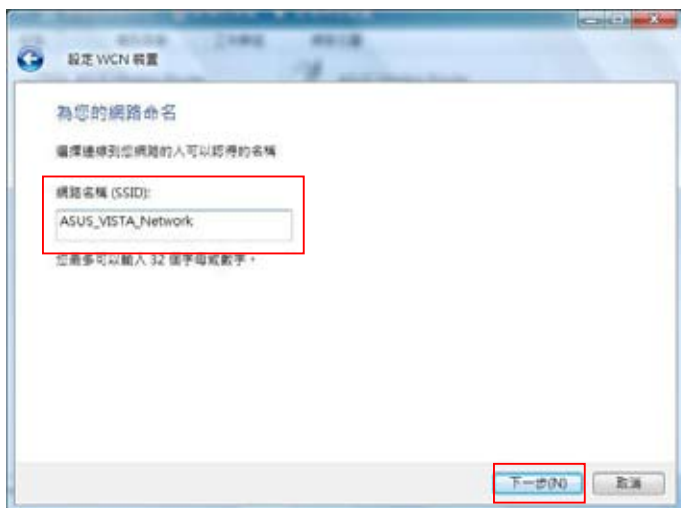 設定 WCN 裝置
為您的網路命名
選擇連線到您網路的人可以認得的名稱
網路名稱 (SSID):
ASUS_VISTA_Network
您最多可以輸入 32 個字母或數字。
下一步(N)
取消